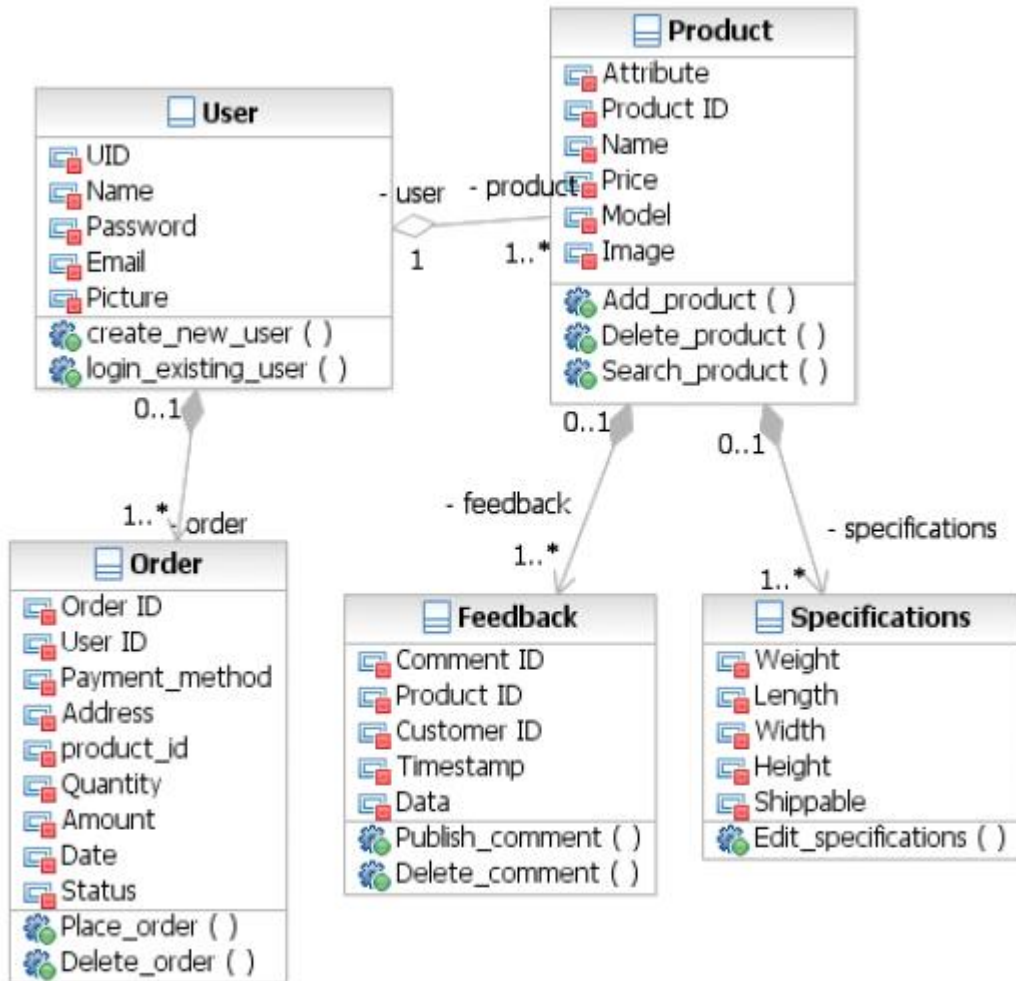 User
UID
Name
Password
Email
Picture
create_new_user ( )
login_existing_user ( )
- user
1
- product
1..*
Product
Attribute
Product ID
Name
Price
Model
Image
Add_product ( )
Delete_product ( )
Search_product ( )
0..1
1..*
- order
0..1
- feedback
1..*
0..1
- specifications
1..*
Order
Order ID
User ID
Payment_method
Address
product_id
Quantity
Amount
Date
Status
Place_order ( )
Delete_order ( )
Feedback
Comment ID
Product ID
Customer ID
Timestamp
Data
Publish_comment ( )
Delete_comment ( )
Specifications
Weight
Length
Width
Height
Shippable
Edit_specifications ( )